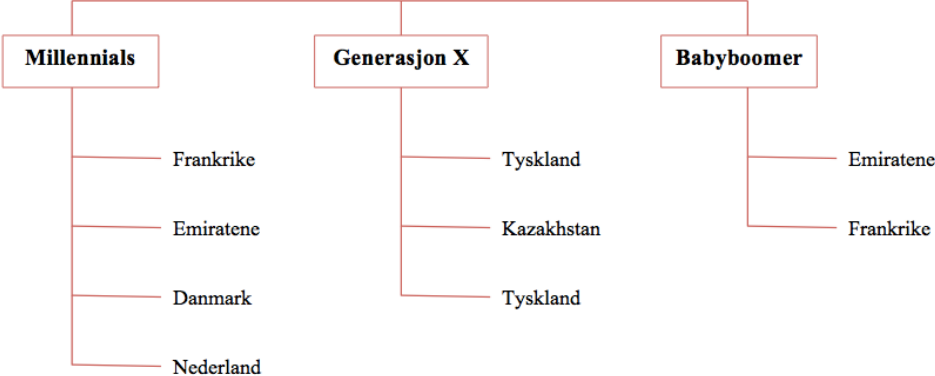 Millennials
Frankrike
Emiratene
Danmark
Nederland
Generasjon X
Tyskland
Kazakhstan
Tyskland
Babyboomer
Emiratene
Frankrike